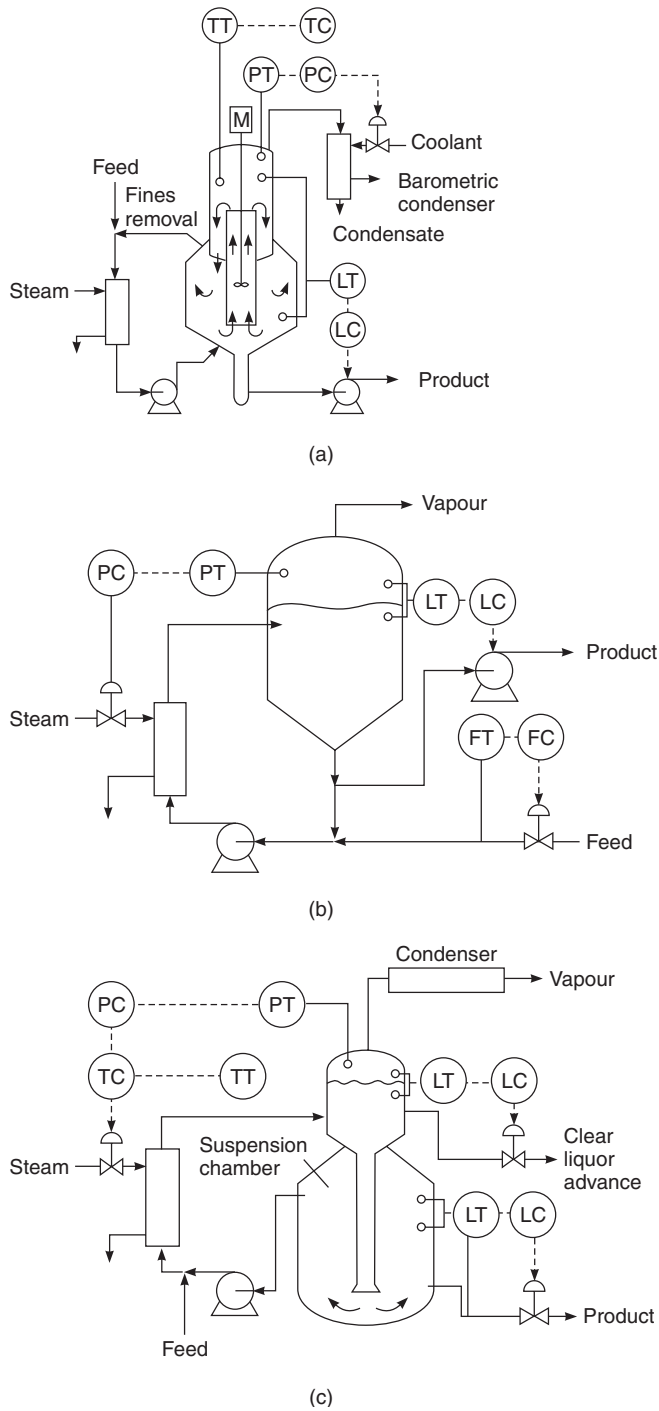 TT
TC
PT
PC
M
Coolant
Feed
Fines
removal
Barometric
condenser
Condensate
Steam
LT
LC
Product
(a)
Vapour
PC
PT
LT
LC
Product
Steam
FT
FC
Feed
(b)
Condenser
Vapour
PC
PT
TC
TT
LT
LC
Suspension
chamber
Clear
liquor
advance
Steam
LT
LC
Product
Feed
(c)